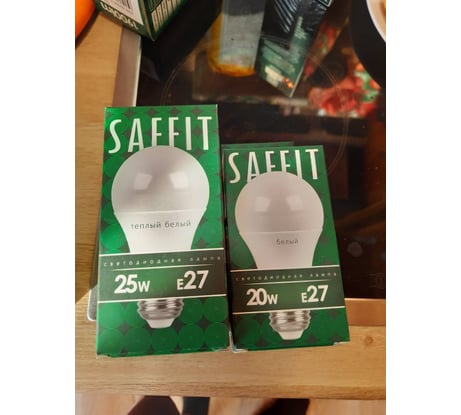 SAFFIT
теплый белый
светодиодная лампа
25w E27
SAFFIT
белый
светодиодная лампа
20w E27